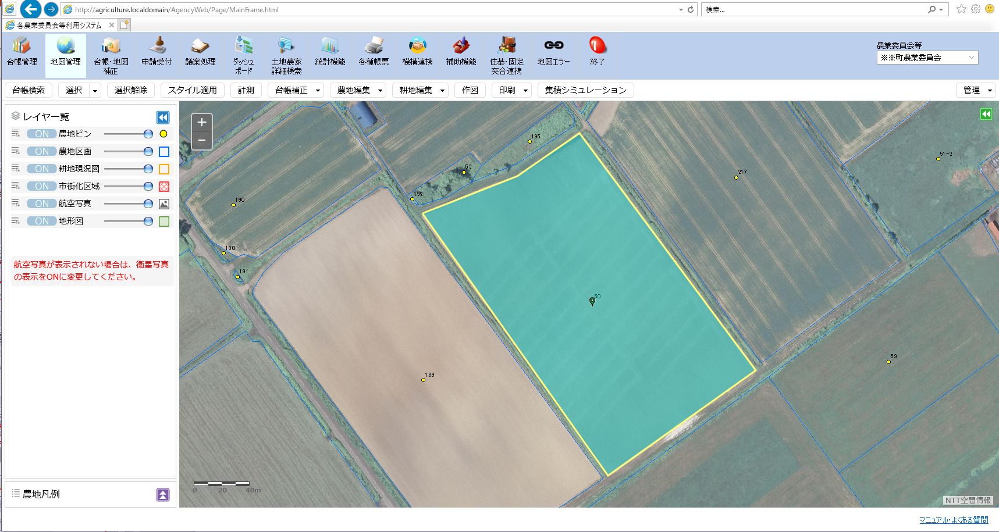 http://agriculture.localdomain/AgencyWeb/Page/MainFrame.html
検索...
各農業委員会等利用システム
台帳管理
地図管理
台帳・地図
補正
申請受付
議案処理
ダッシュ
ボード
土地農家
詳細検索
統計機能
各種帳票
機構連携
補助機能
住基・固定
突合連携
地図エラー
終了
農業委員会等
※※町農業委員会
台帳検索
選択
選択解除
スタイル適用
計測
台帳補正
農地編集
耕地編集
作図
印刷
集積シミュレーション
管理
レイヤ一覧
ON 農地ピン
ON 農地区画
ON 耕地現況図
ON 市街化区域
ON 航空写真
ON 地形図
航空写真が表示されない場合は、衛星写真
の表示をONに変更してください。
農地凡例
+
−
195
51-2
52
217
192
190
190
191
50
59
189
0 20 40m
NTT空間情報
マニュアル・よくある質問